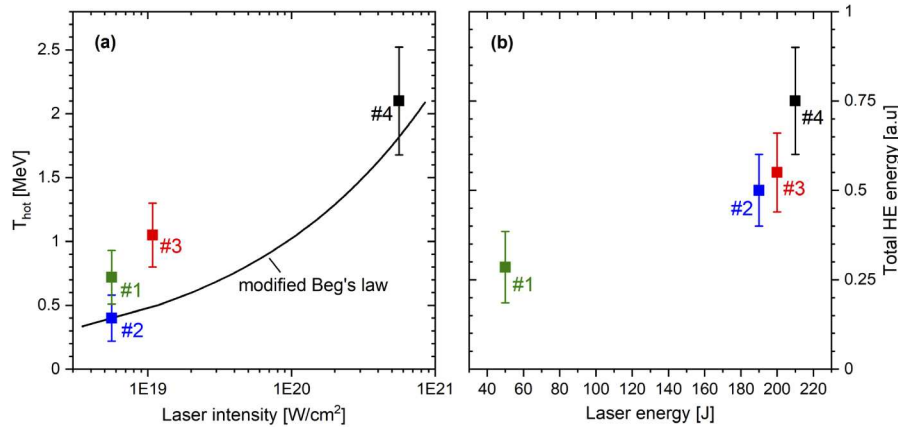 (a)
(b)
T_hot [MeV]
2.5
2
1.5
1
0.5
0
#4
#3
#1
#2
modified Beg's law
1E19
1E20
1E21
Laser intensity [W/cm²]
#4
#3
#2
#1
1
0.75
0.5
0.25
0
Total HE energy [a.u]
40 60 80 100 120 140 160 180 200 220
Laser energy [J]